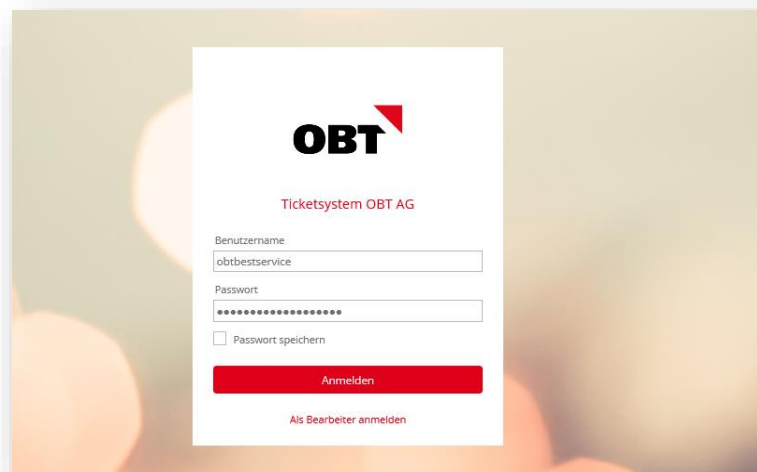 OBT
Ticketsystem OBT AG
Benutzername
obtbestservice
Passwort
●●●●●●●●●●●●●●●●●●●
Passwort speichern
Anmelden
Als Bearbeiter anmelden